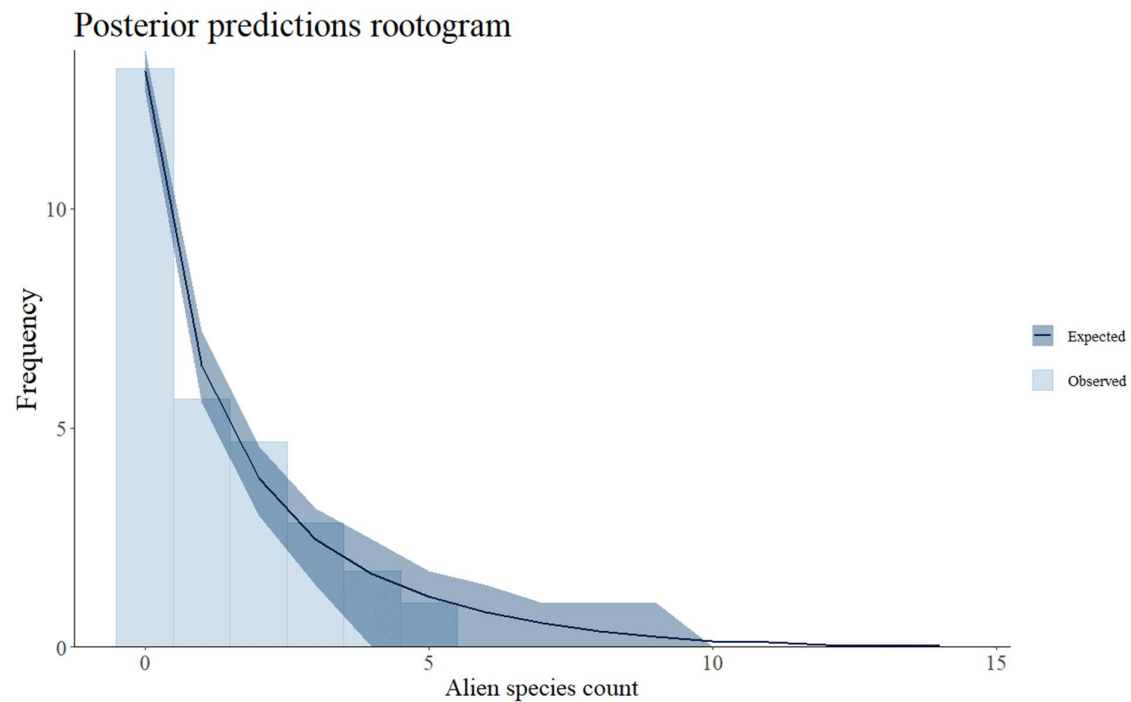 Posterior predictions rootogram
Frequency
10
5
0
0 5 10 15
Alien species count
Expected
Observed